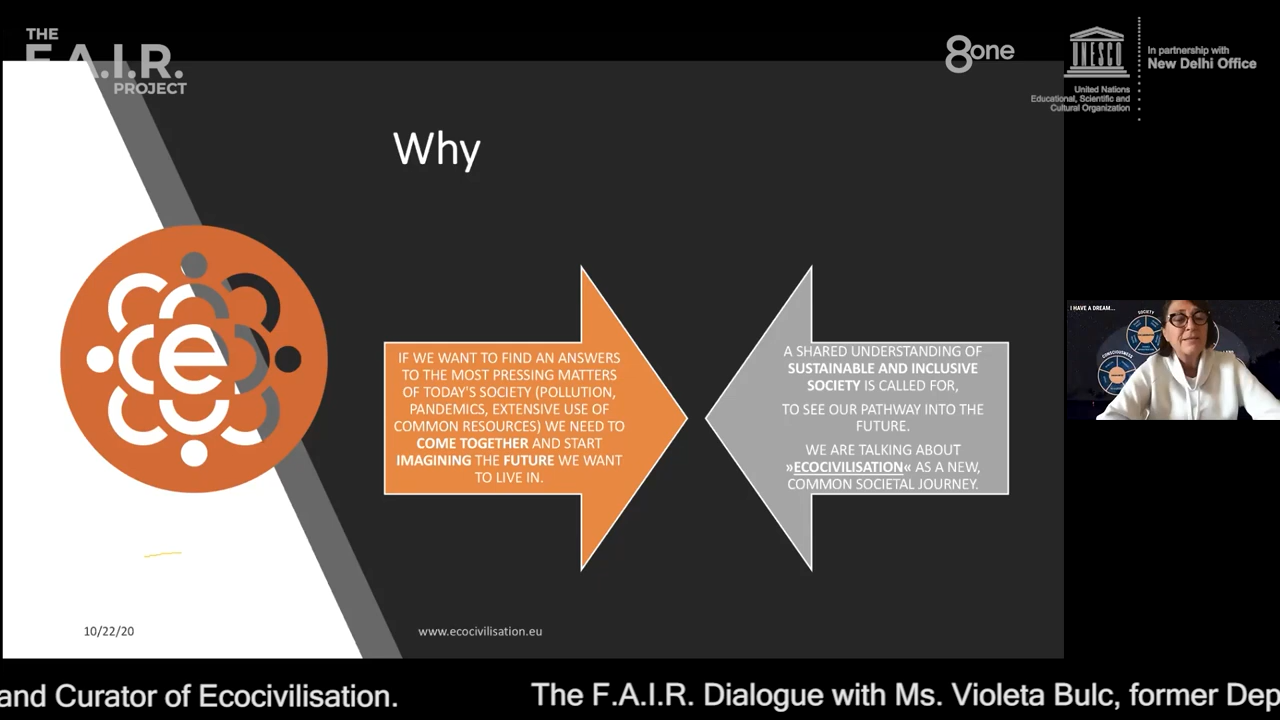 THE
F.A.I.R.
PROJECT
8one
UNESCO
United Nations
Educational, Scientific and
Cultural Organization
In partnership with
New Delhi Office
Why
e
IF WE WANT TO FIND AN ANSWERS
TO THE MOST PRESSING MATTERS
OF TODAY'S SOCIETY (POLLUTION,
PANDEMICS, EXTENSIVE USE OF
COMMON RESOURCES) WE NEED TO
COME TOGETHER AND START
IMAGINING THE FUTURE WE WANT
TO LIVE IN.
A SHARED UNDERSTANDING OF
SUSTAINABLE AND INCLUSIVE
SOCIETY IS CALLED FOR,
TO SEE OUR PATHWAY INTO THE
FUTURE.
WE ARE TALKING ABOUT
»ECOCIVILISATION« AS A NEW,
COMMON SOCIETAL JOURNEY.
I HAVE A DREAM...
SOCIETY
CONSCIOUSNESS
10/22/20
www.ecocivilisation.eu
and Curator of Ecocivilisation.
The F.A.I.R. Dialogue with Ms. Violeta Bulc, former Dep